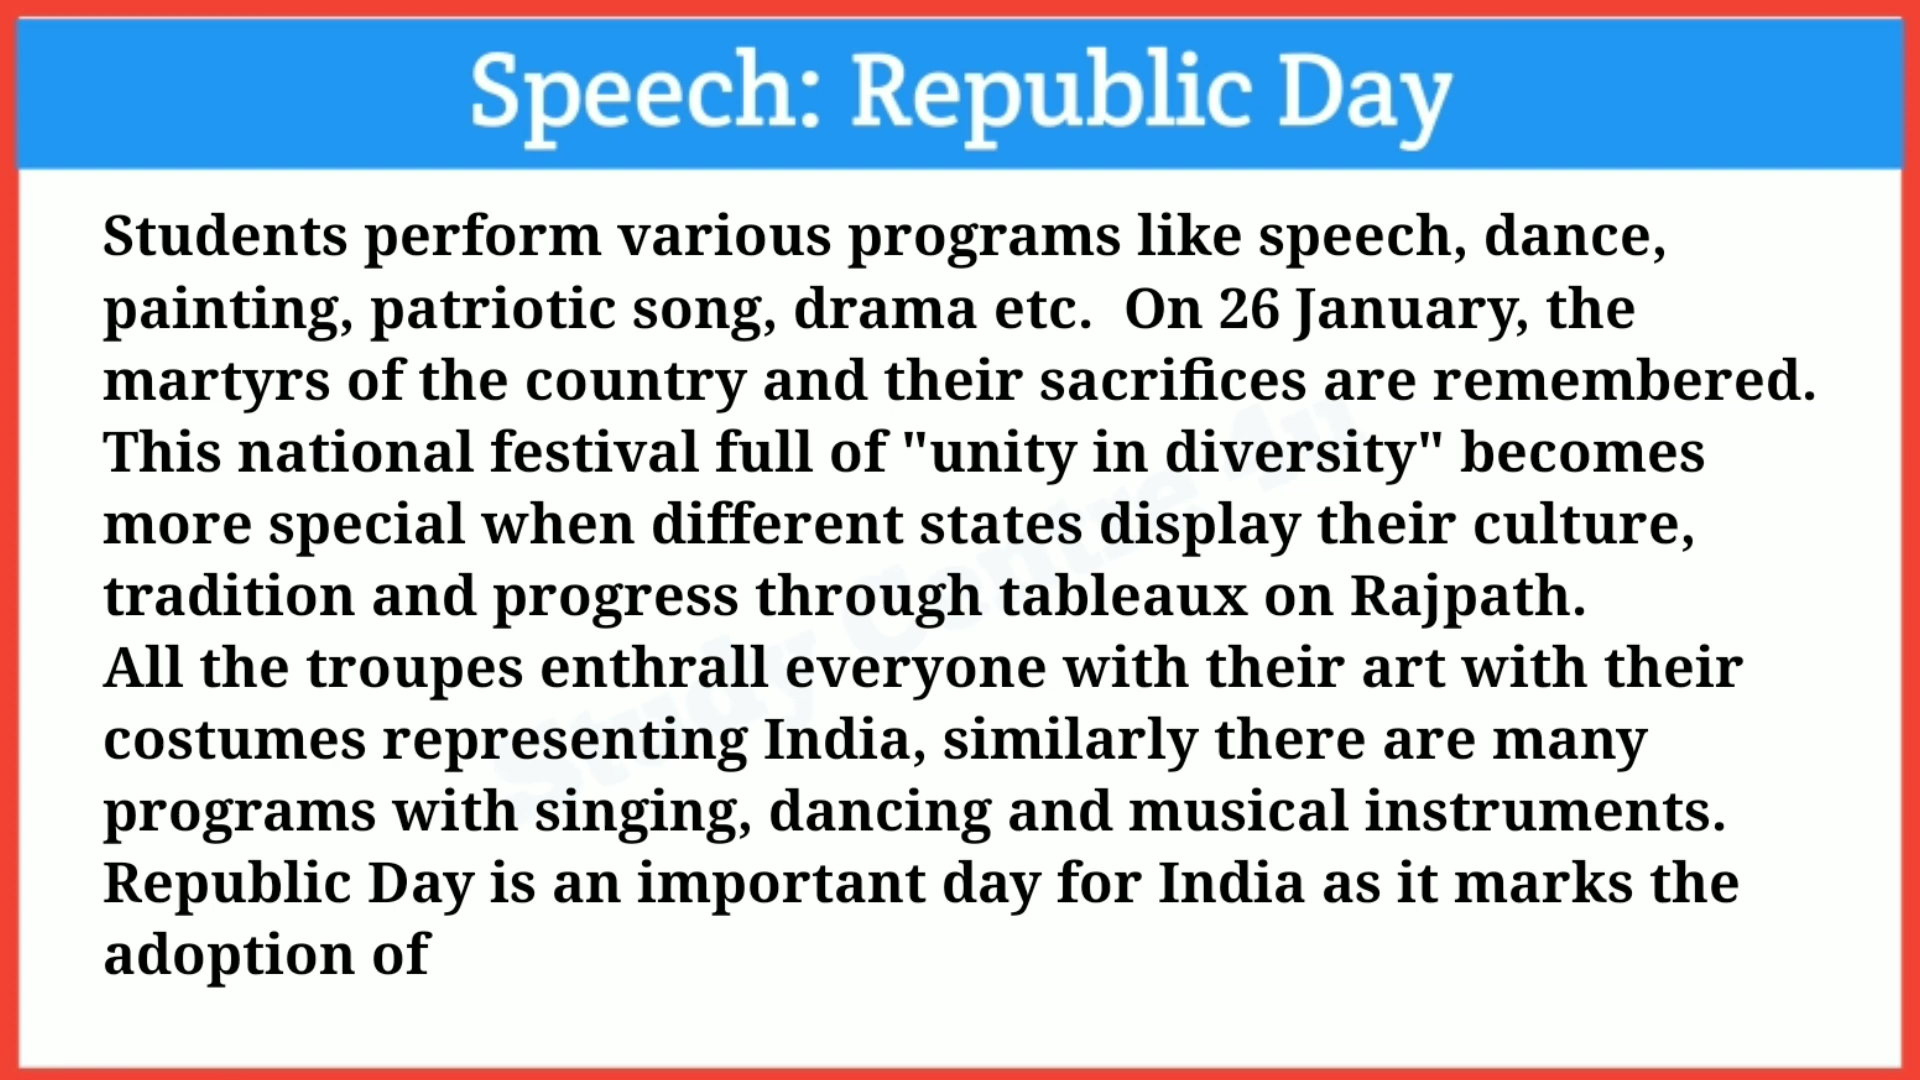 Speech: Republic Day
Students perform various programs like speech, dance,
painting, patriotic song, drama etc.  On 26 January, the
martyrs of the country and their sacrifices are remembered.
This national festival full of "unity in diversity" becomes
more special when different states display their culture,
tradition and progress through tableaux on Rajpath.
All the troupes enthrall everyone with their art with their
costumes representing India, similarly there are many
programs with singing, dancing and musical instruments.
Republic Day is an important day for India as it marks the
adoption of
Study Centre 4u